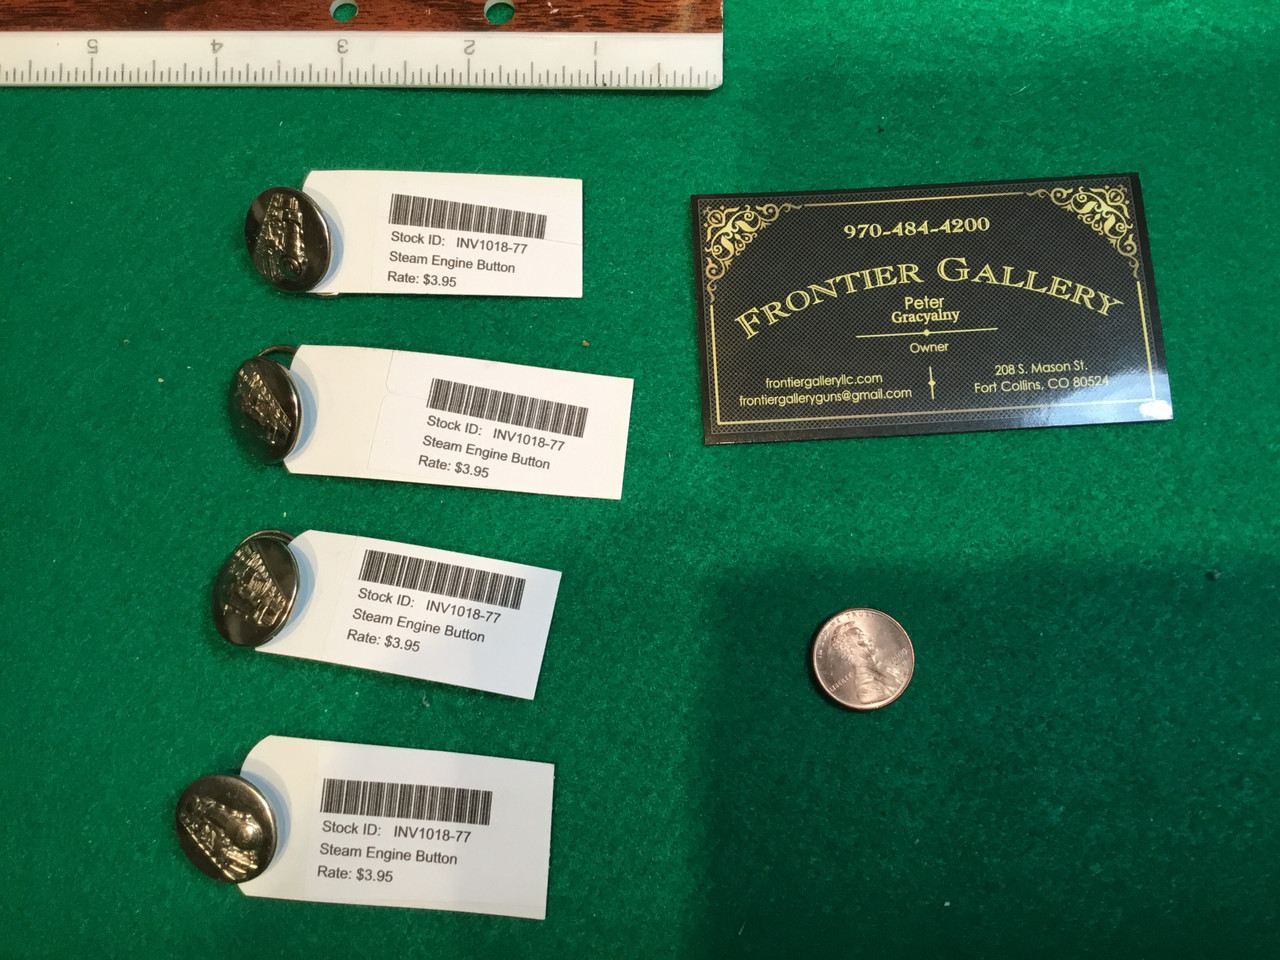 5 4 3 2 1
Stock ID: INV1018-77
Steam Engine Button
Rate: $3.95
Stock ID: INV1018-77
Steam Engine Button
Rate: $3.95
Stock ID: INV1018-77
Steam Engine Button
Rate: $3.95
Stock ID: INV1018-77
Steam Engine Button
Rate: $3.95
970-484-4200
FRONTIER GALLERY
Peter
Gracyalny
Owner
frontiergalleryllc.com
frontiergalleryguns@gmail.com
208 S. Mason St.
Fort Collins, CO 80524